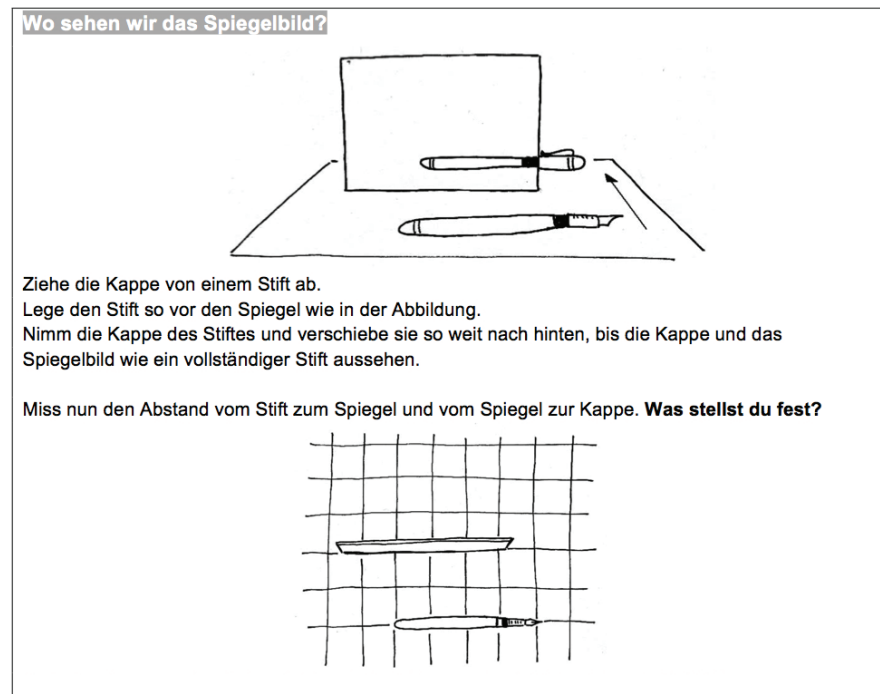 Wo sehen wir das Spiegelbild?
Ziehe die Kappe von einem Stift ab.
Lege den Stift so vor den Spiegel wie in der Abbildung.
Nimm die Kappe des Stiftes und verschiebe sie so weit nach hinten, bis die Kappe und das
Spiegelbild wie ein vollständiger Stift aussehen.
Miss nun den Abstand vom Stift zum Spiegel und vom Spiegel zur Kappe. Was stellst du fest?